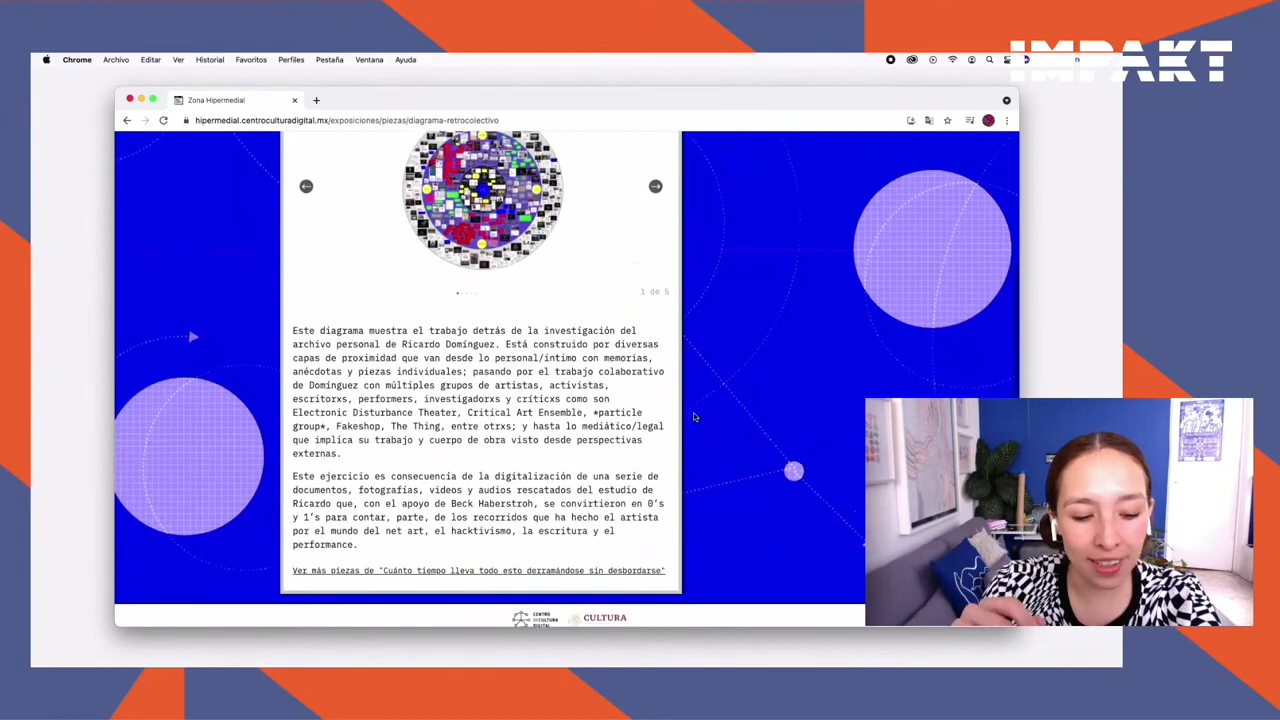 IMPAKT
Chrome Archivo Editar Ver Historial Favoritos Perfiles Pestaña Ventana Ayuda
Zona Hipermedial
hipermedial.centroculturadigital.mx/exposiciones/piezas/diagrama-retrocolectivo
1 de 5
Este diagrama muestra el trabajo detrás de la investigación del
archivo personal de Ricardo Domínguez. Está construido por diversas
capas de proximidad que van desde lo personal/íntimo con memorias,
anécdotas y piezas individuales; pasando por el trabajo colaborativo
de Domínguez con múltiples grupos de artistas, activistas,
escritorxs, performers, investigadorxs y críticxs como son
Electronic Disturbance Theater, Critical Art Ensemble, *particle
group*, Fakeshop, The Thing, entre otrxs; y hasta lo mediático/legal
que implica su trabajo y cuerpo de obra visto desde perspectivas
externas.
Este ejercicio es consecuencia de la digitalización de una serie de
documentos, fotografías, videos y audios rescatados del estudio de
Ricardo que, con el apoyo de Beck Haberstroh, se convirtieron en 0's
y 1's para contar, parte, de los recorridos que ha hecho el artista
por el mundo del net art, el hacktivismo, la escritura y el
performance.
Ver más piezas de "Cuánto tiempo lleva todo esto derramándose sin desbordarse"
CENTRO
DE CULTURA
DIGITAL
CULTURA